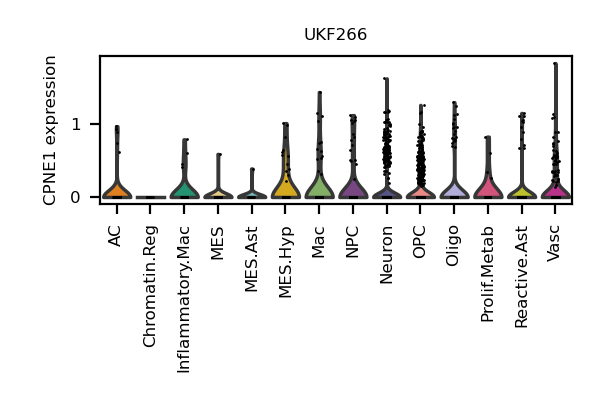 UKF266
CPNE1 expression
1
0
AC
Chromatin.Reg
Inflammatory.Mac
MES
MES.Ast
MES.Hyp
Mac
NPC
Neuron
OPC
Oligo
Prolif.Metab
Reactive.Ast
Vasc